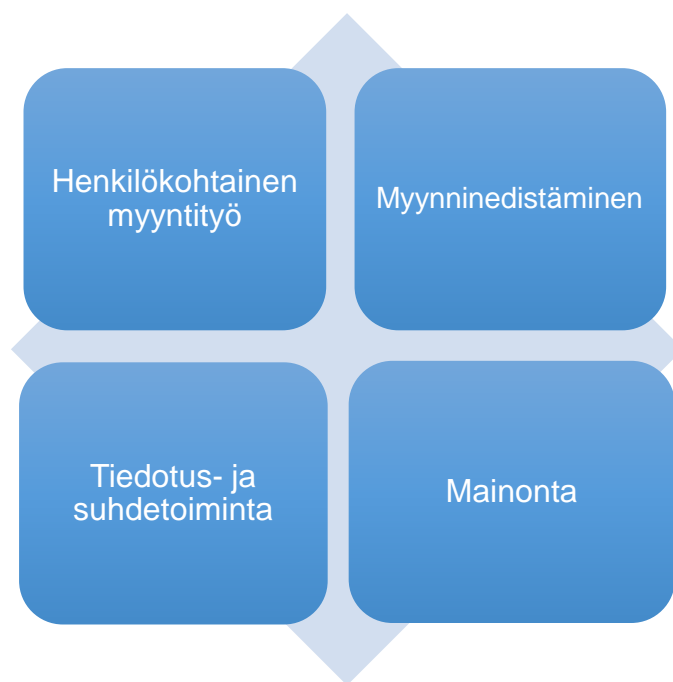 Henkilökohtainen
myyntityö
Myynninedistäminen
Tiedotus- ja
suhdetoiminta
Mainonta